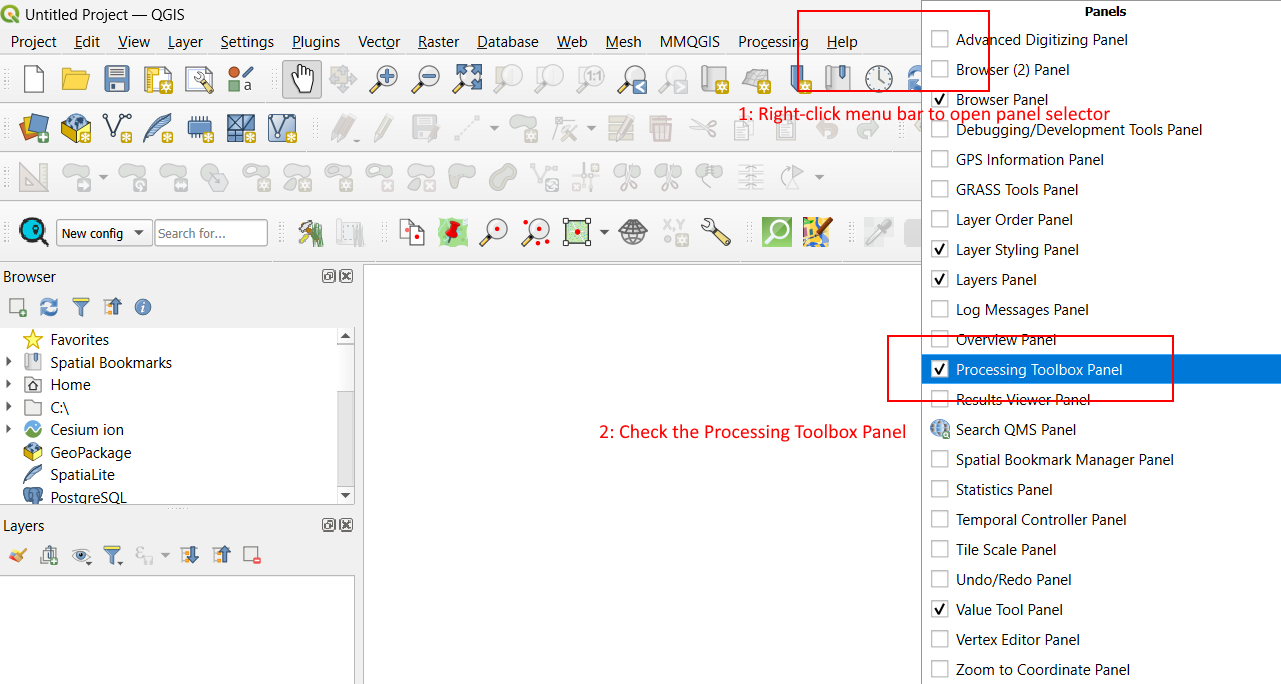 Untitled Project — QGIS
Project Edit View Layer Settings Plugins Vector Raster Database Web Mesh MMQGIS Processing Help
1: Right-click menu bar to open panel selector
New config
Search for...
Browser
Favorites
Spatial Bookmarks
Home
C:\
Cesium ion
GeoPackage
SpatiaLite
PostgreSQL
Layers
2: Check the Processing Toolbox Panel
Panels
Advanced Digitizing Panel
Browser (2) Panel
Browser Panel
Debugging/Development Tools Panel
GPS Information Panel
GRASS Tools Panel
Layer Order Panel
Layer Styling Panel
Layers Panel
Log Messages Panel
Overview Panel
Processing Toolbox Panel
Results Viewer Panel
Search QMS Panel
Spatial Bookmark Manager Panel
Statistics Panel
Temporal Controller Panel
Tile Scale Panel
Undo/Redo Panel
Value Tool Panel
Vertex Editor Panel
Zoom to Coordinate Panel